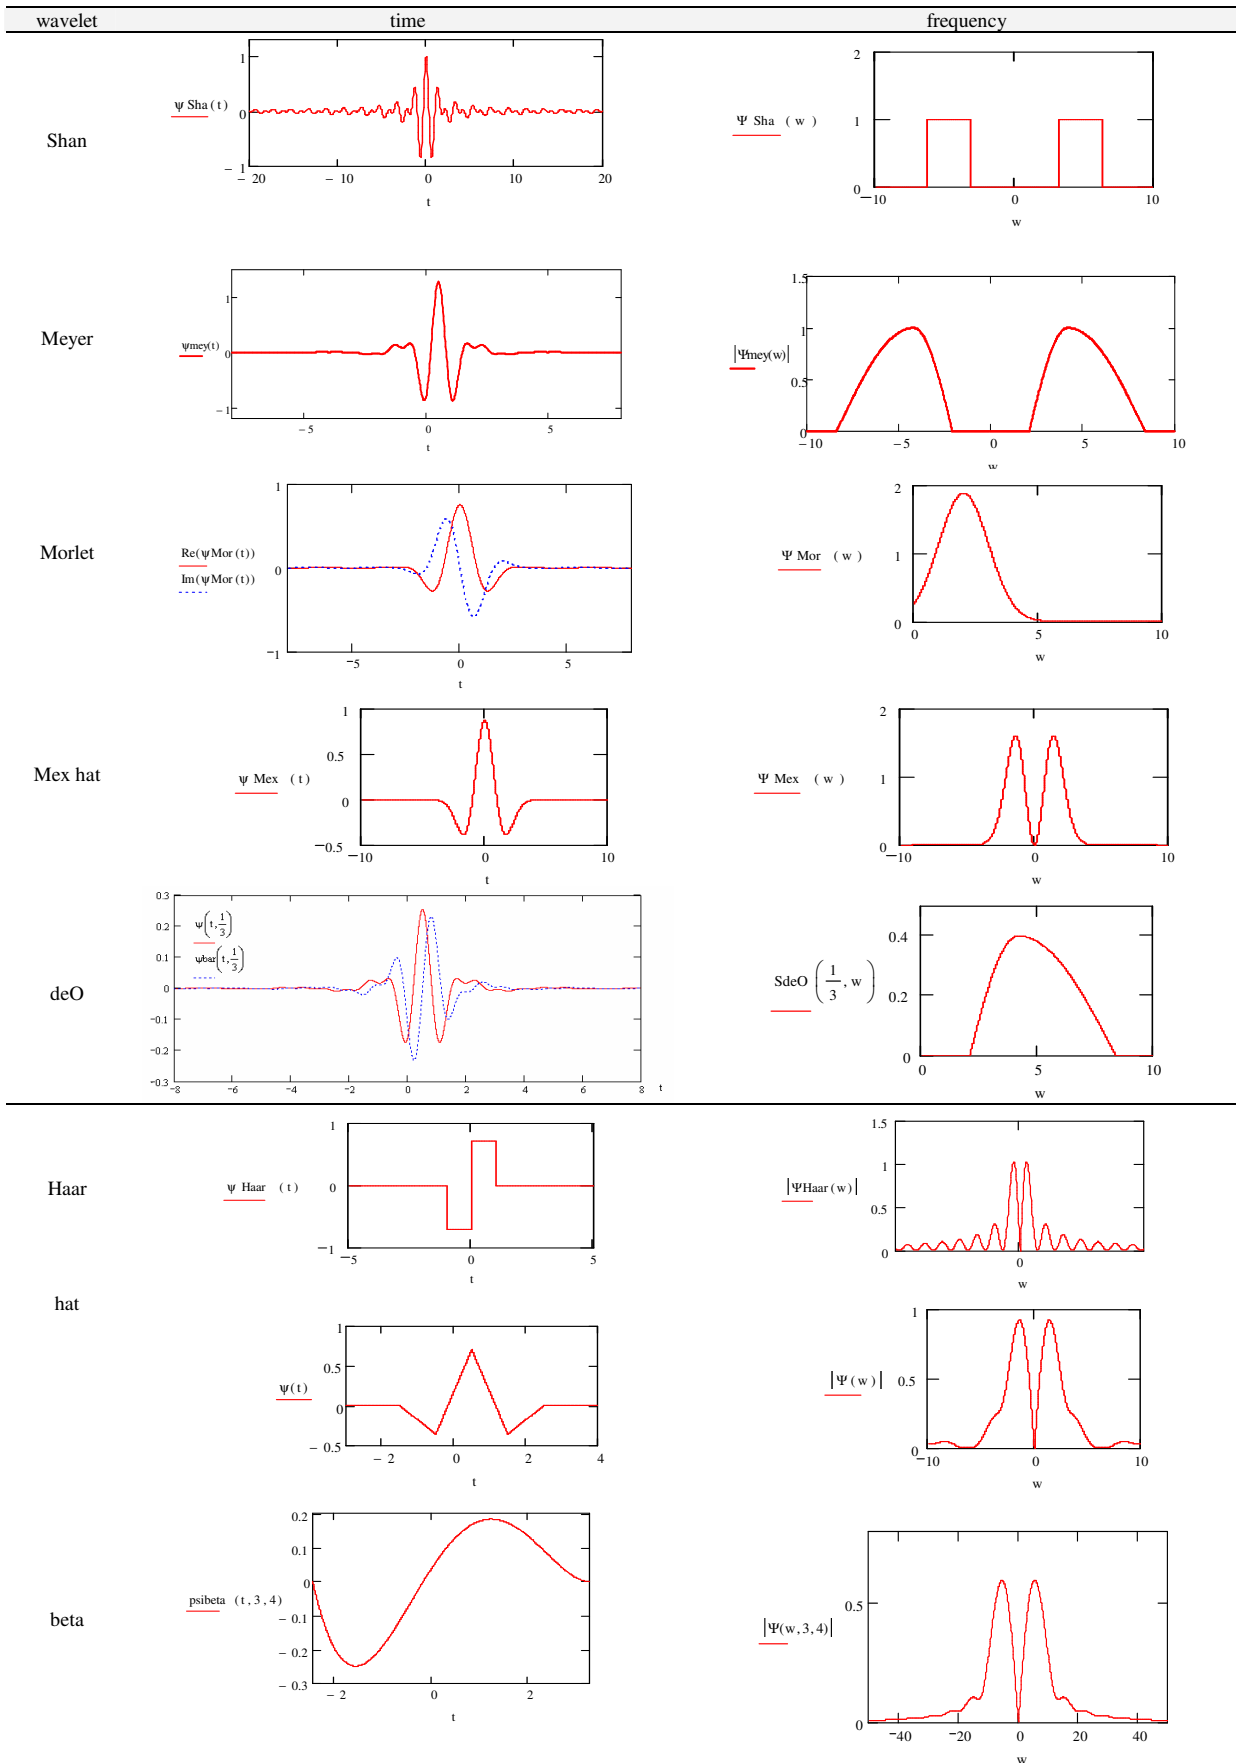 wavelet time frequency
Shan
1
ψ Sha (t)
0
− 1
− 20 − 10 0 10 20
t
2
Ψ Sha ( w )
1
0
−10 0 10
w
Meyer
1
ψmey(t)
0
− 1
− 5 0 5
t
1.5
1
|Ψmey(w)|
0.5
0
−10 −5 0 5 10
w
Morlet
1
Re(ψMor(t))
0
Im(ψMor(t))
−1
−5 0 5
t
2
Ψ Mor (w)
1
0
0 5 10
w
Mex hat
1
0.5
ψ Mex (t)
0
−0.5
−10 0 10
t
2
Ψ Mex (w)
1
0
−10 0 10
w
deO
0.3
0.2
0.1
0
−0.1
−0.2
−0.3
ψ(t, 1/3)
ψbar(t, 1/3)
−8 −6 −4 −2 0 2 4 6 8 t
0.4
SdeO (1/3, w)
0.2
0
0 5 10
w
Haar
1
ψ Haar (t)
0
−1
−5 0 5
t
1.5
1
|ΨHaar(w)|
0.5
0
0
w
hat
1
0.5
ψ(t)
0
− 0.5
− 2 0 2 4
t
1
|Ψ(w)|
0.5
0
−10 0 10
w
beta
0.2
0.1
0
psibeta (t,3,4)
− 0.1
− 0.2
− 0.3
− 2 0 2
t
0.5
|Ψ(w,3,4)|
0
−40 −20 0 20 40
w